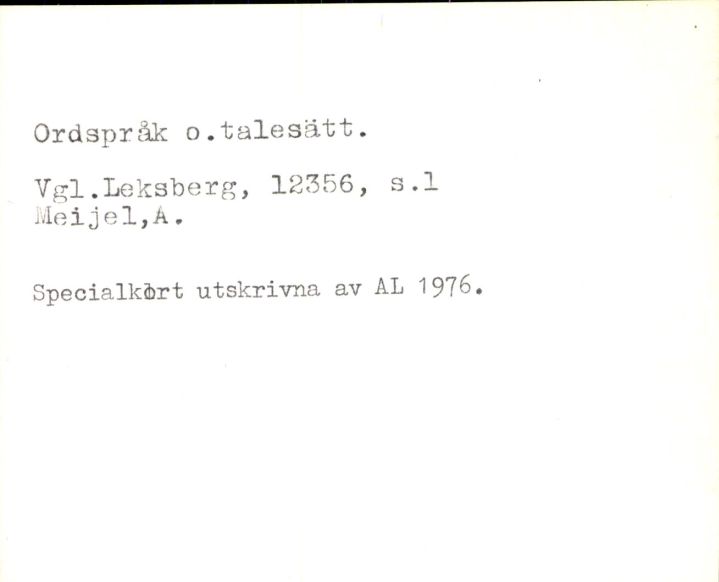 Ordspråk o.talesätt.
Vgl.Leksberg, 12356, s.1
Meijel,A.
Specialkort utskrivna av AL 1976.